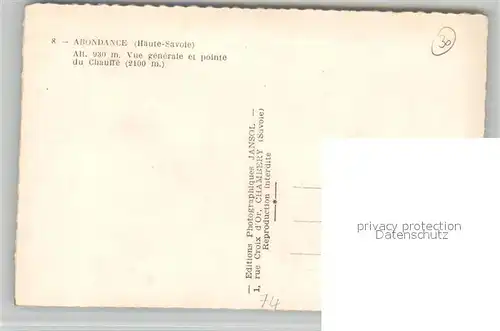 8 – ABONDANCE (Haute-Savoie)
Alt. 930 m. Vue générale et pointe
du Chauffé (2100 m.)
30
— Editions Photographiques JANSOL —
1, rue Croix d'Or, CHAMBERY (Savoie)
Reproduction interdite
74
privacy protection
Datenschutz